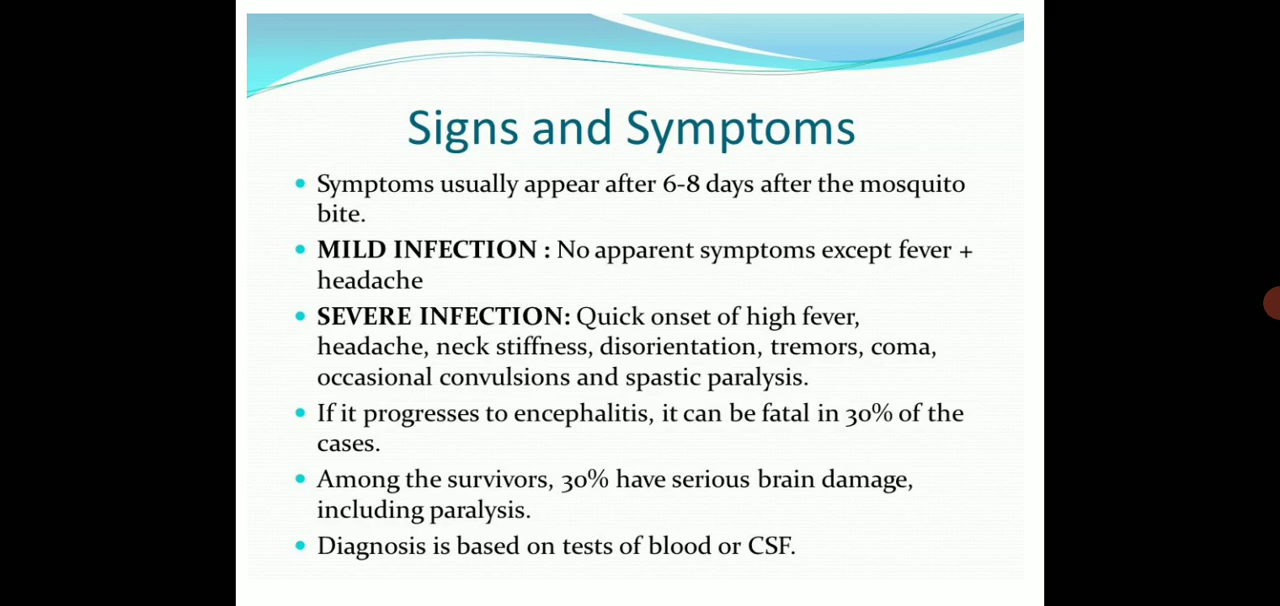 Signs and Symptoms
Symptoms usually appear after 6-8 days after the mosquito
bite.
MILD INFECTION : No apparent symptoms except fever +
headache
SEVERE INFECTION: Quick onset of high fever,
headache, neck stiffness, disorientation, tremors, coma,
occasional convulsions and spastic paralysis.
If it progresses to encephalitis, it can be fatal in 30% of the
cases.
Among the survivors, 30% have serious brain damage,
including paralysis.
Diagnosis is based on tests of blood or CSF.